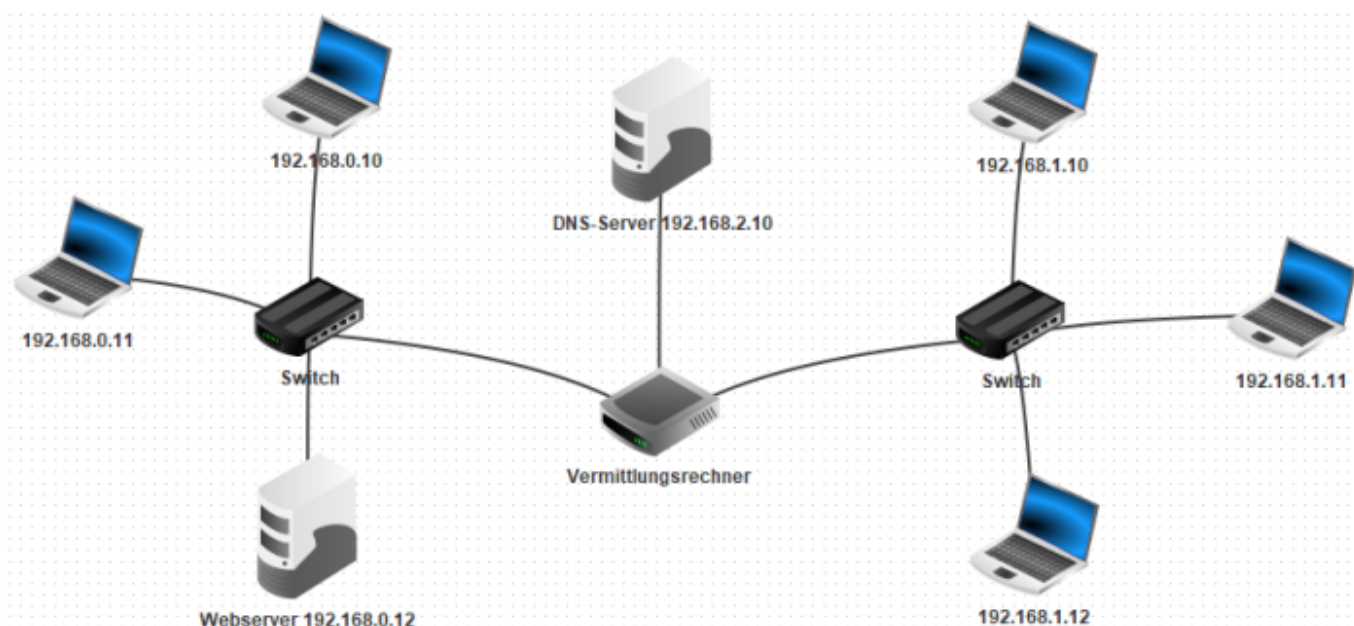 192.168.0.10
192.168.1.10
DNS-Server 192.168.2.10
192.168.0.11
Switch
Switch
192.168.1.11
Vermittlungsrechner
Webserver 192.168.0.12
192.168.1.12